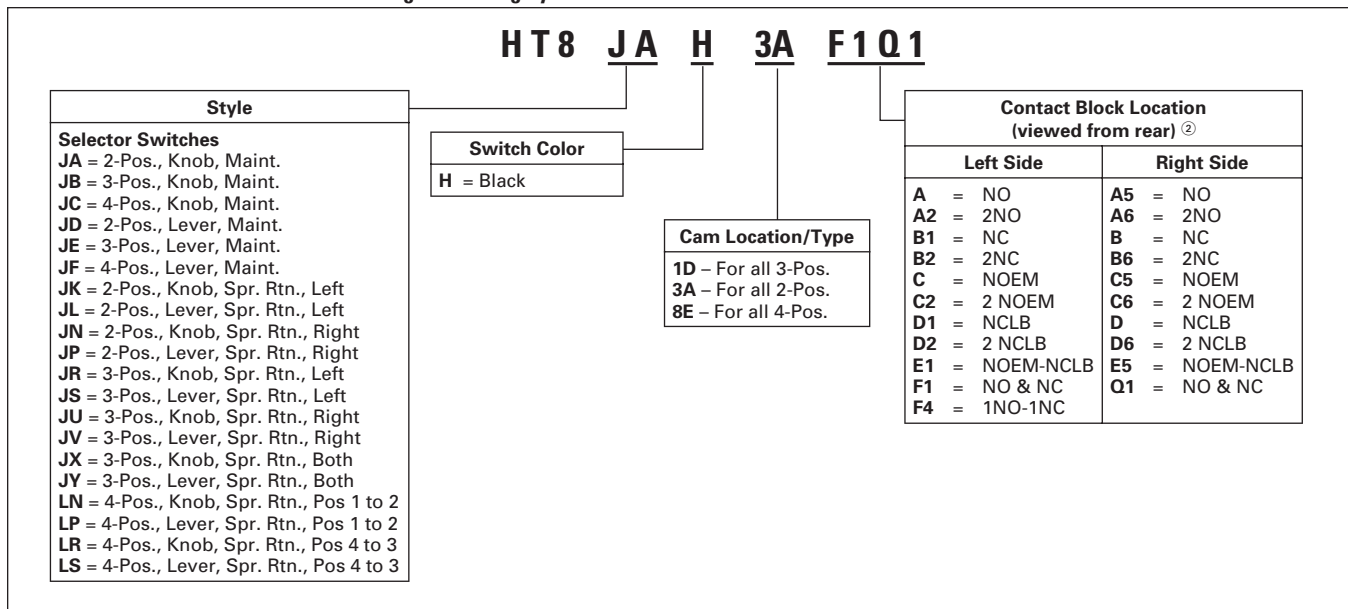 HT8 JA H 3A F1Q1
Style
Selector Switches
JA = 2-Pos., Knob, Maint.
JB = 3-Pos., Knob, Maint.
JC = 4-Pos., Knob, Maint.
JD = 2-Pos., Lever, Maint.
JE = 3-Pos., Lever, Maint.
JF = 4-Pos., Lever, Maint.
JK = 2-Pos., Knob, Spr. Rtn., Left
JL = 2-Pos., Lever, Spr. Rtn., Left
JN = 2-Pos., Knob, Spr. Rtn., Right
JP = 2-Pos., Lever, Spr. Rtn., Right
JR = 3-Pos., Knob, Spr. Rtn., Left
JS = 3-Pos., Lever, Spr. Rtn., Left
JU = 3-Pos., Knob, Spr. Rtn., Right
JV = 3-Pos., Lever, Spr. Rtn., Right
JX = 3-Pos., Knob, Spr. Rtn., Both
JY = 3-Pos., Lever, Spr. Rtn., Both
LN = 4-Pos., Knob, Spr. Rtn., Pos 1 to 2
LP = 4-Pos., Lever, Spr. Rtn., Pos 1 to 2
LR = 4-Pos., Knob, Spr. Rtn., Pos 4 to 3
LS = 4-Pos., Lever, Spr. Rtn., Pos 4 to 3
Switch Color
H = Black
Cam Location/Type
1D – For all 3-Pos.
3A – For all 2-Pos.
8E – For all 4-Pos.
Contact Block Location
(viewed from rear) ②
Left Side
A = NO
A2 = 2NO
B1 = NC
B2 = 2NC
C = NOEM
C2 = 2 NOEM
D1 = NCLB
D2 = 2 NCLB
E1 = NOEM-NCLB
F1 = NO & NC
F4 = 1NO-1NC
Right Side
A5 = NO
A6 = 2NO
B = NC
B6 = 2NC
C5 = NOEM
C6 = 2 NOEM
D = NCLB
D6 = 2 NCLB
E5 = NOEM-NCLB
Q1 = NO & NC